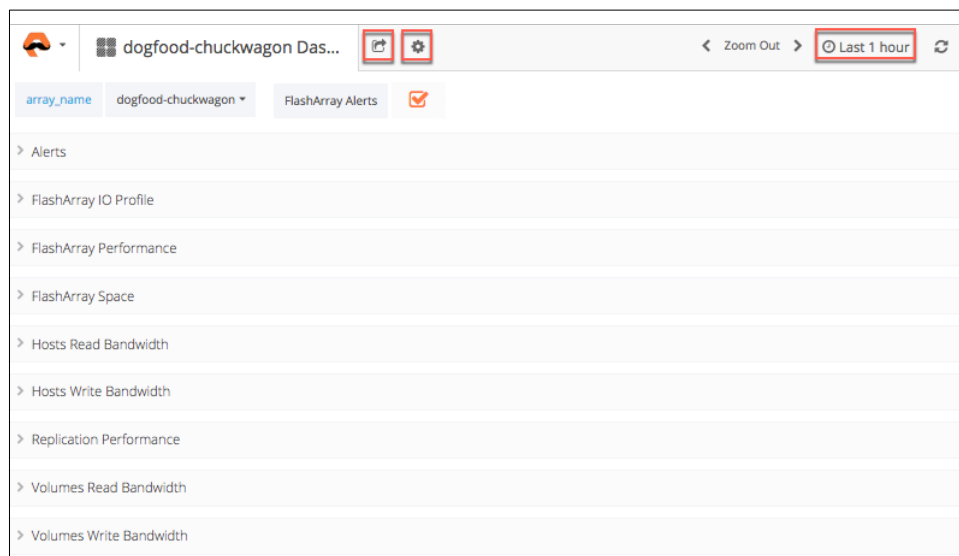 dogfood-chuckwagon Das... Zoom Out Last 1 hour
array_name dogfood-chuckwagon FlashArray Alerts
Alerts
FlashArray IO Profile
FlashArray Performance
FlashArray Space
Hosts Read Bandwidth
Hosts Write Bandwidth
Replication Performance
Volumes Read Bandwidth
Volumes Write Bandwidth